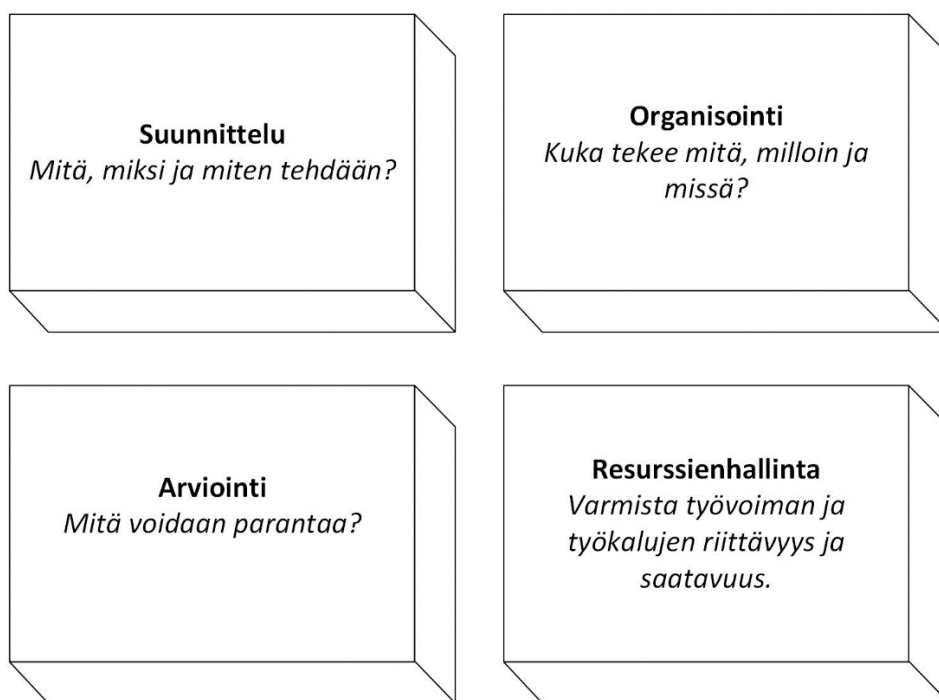 Suunnittelu
Mitä, miksi ja miten tehdään?
Organisointi
Kuka tekee mitä, milloin ja
missä?
Arviointi
Mitä voidaan parantaa?
Resurssienhallinta
Varmista työvoiman ja
työkalujen riittävyys ja
saatavuus.